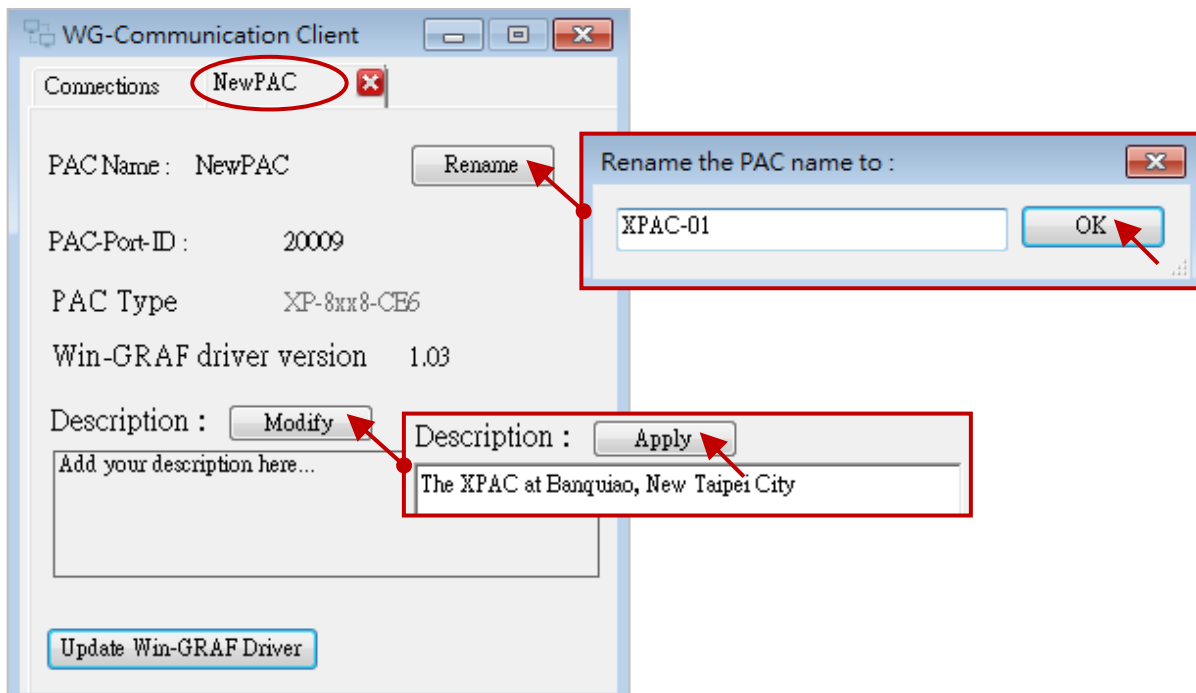 WG-Communication Client
Connections
NewPAC
PAC Name : NewPAC
Rename
Rename the PAC name to :
XPAC-01
OK
PAC-Port-ID : 20009
PAC Type XP-8xx8-CE6
Win-GRAF driver version 1.03
Description : Modify
Add your description here...
Description : Apply
The XPAC at Banquiao, New Taipei City
Update Win-GRAF Driver